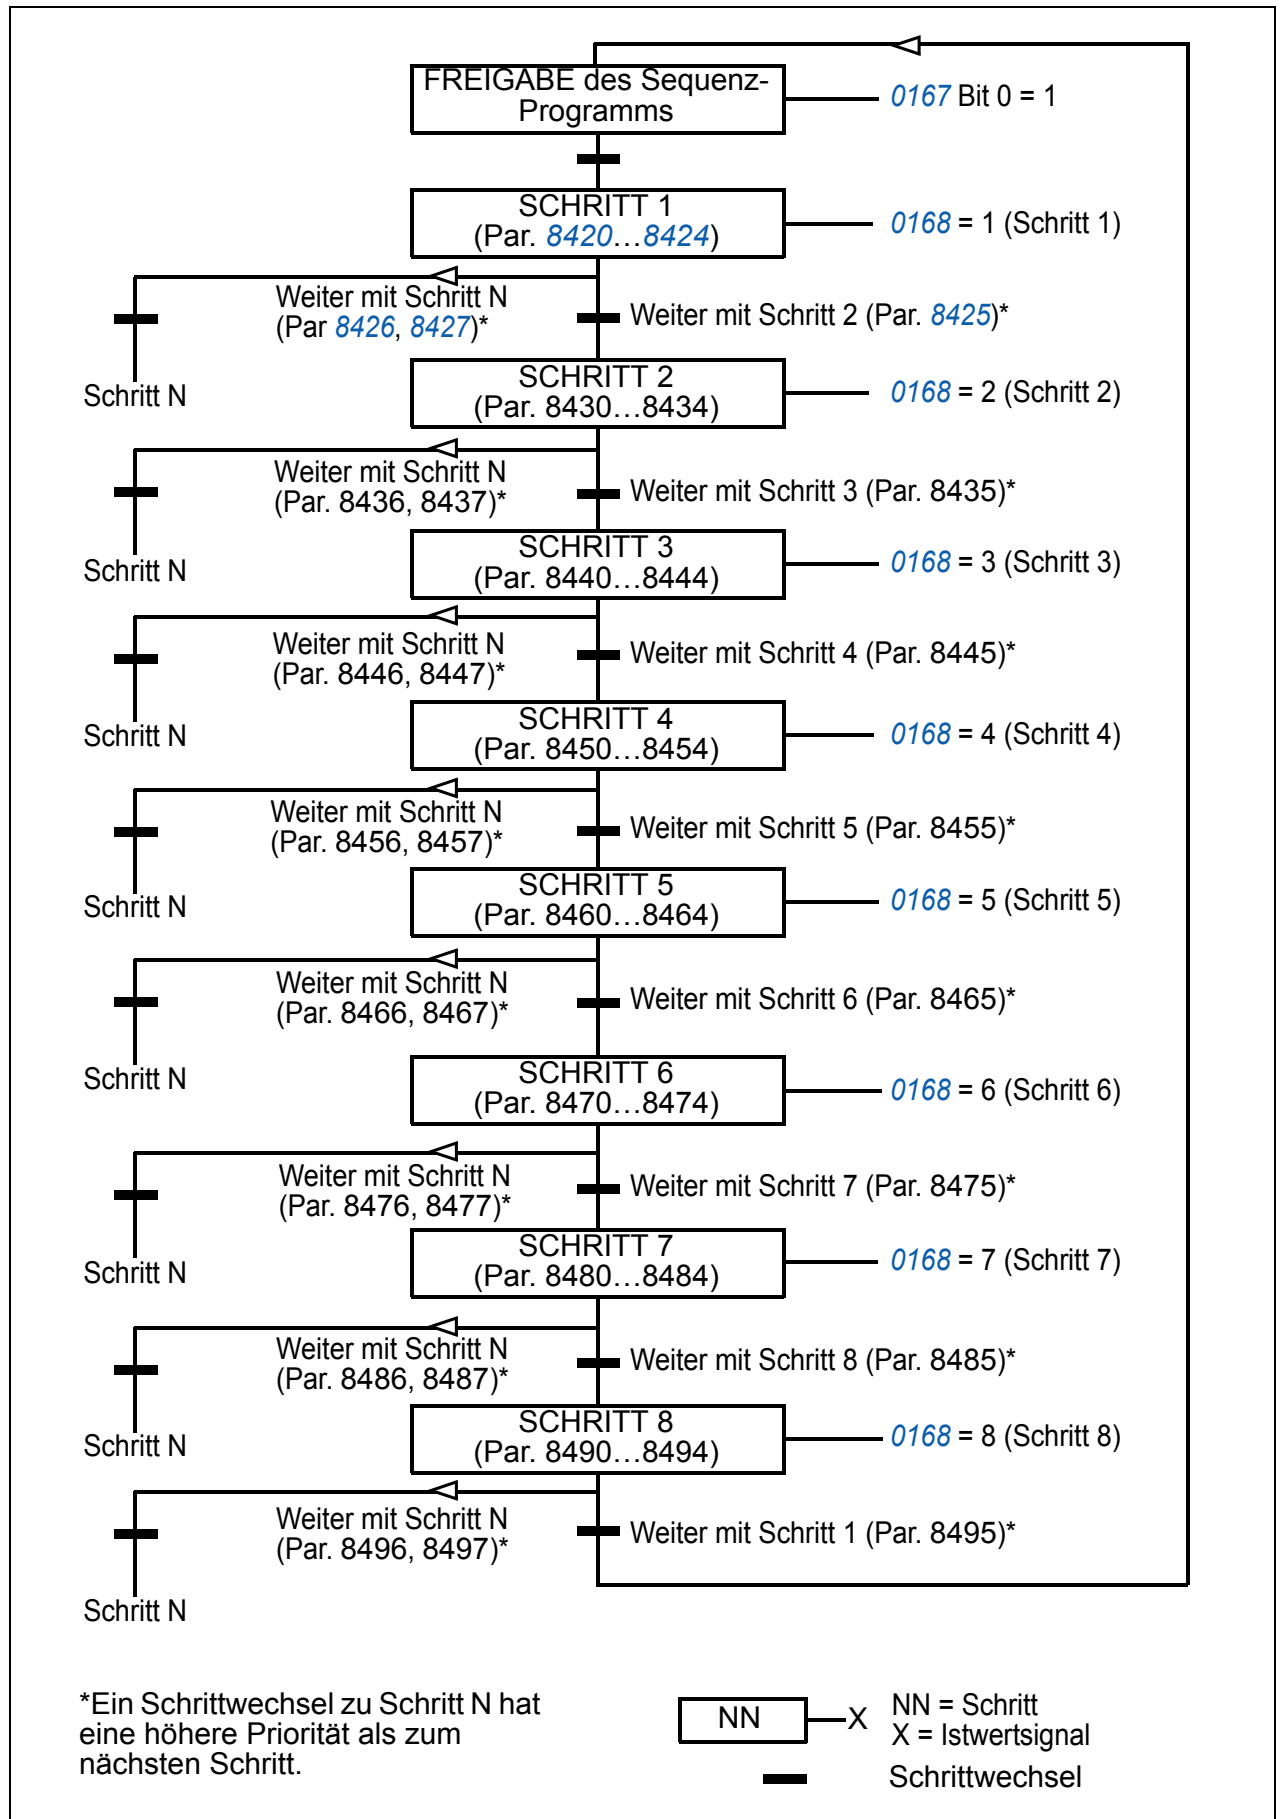 FREIGABE des Sequenz-
Programms
0167 Bit 0 = 1
SCHRITT 1
(Par. 8420…8424)
0168 = 1 (Schritt 1)
Weiter mit Schritt N
(Par 8426, 8427)*
Weiter mit Schritt 2 (Par. 8425)*
Schritt N
SCHRITT 2
(Par. 8430…8434)
0168 = 2 (Schritt 2)
Weiter mit Schritt N
(Par. 8436, 8437)*
Weiter mit Schritt 3 (Par. 8435)*
Schritt N
SCHRITT 3
(Par. 8440…8444)
0168 = 3 (Schritt 3)
Weiter mit Schritt N
(Par. 8446, 8447)*
Weiter mit Schritt 4 (Par. 8445)*
Schritt N
SCHRITT 4
(Par. 8450…8454)
0168 = 4 (Schritt 4)
Weiter mit Schritt N
(Par. 8456, 8457)*
Weiter mit Schritt 5 (Par. 8455)*
Schritt N
SCHRITT 5
(Par. 8460…8464)
0168 = 5 (Schritt 5)
Weiter mit Schritt N
(Par. 8466, 8467)*
Weiter mit Schritt 6 (Par. 8465)*
Schritt N
SCHRITT 6
(Par. 8470…8474)
0168 = 6 (Schritt 6)
Weiter mit Schritt N
(Par. 8476, 8477)*
Weiter mit Schritt 7 (Par. 8475)*
Schritt N
SCHRITT 7
(Par. 8480…8484)
0168 = 7 (Schritt 7)
Weiter mit Schritt N
(Par. 8486, 8487)*
Weiter mit Schritt 8 (Par. 8485)*
Schritt N
SCHRITT 8
(Par. 8490…8494)
0168 = 8 (Schritt 8)
Weiter mit Schritt N
(Par. 8496, 8497)*
Weiter mit Schritt 1 (Par. 8495)*
Schritt N
*Ein Schrittwechsel zu Schritt N hat
eine höhere Priorität als zum
nächsten Schritt.
NN
X
NN = Schritt
X = Istwertsignal
Schrittwechsel